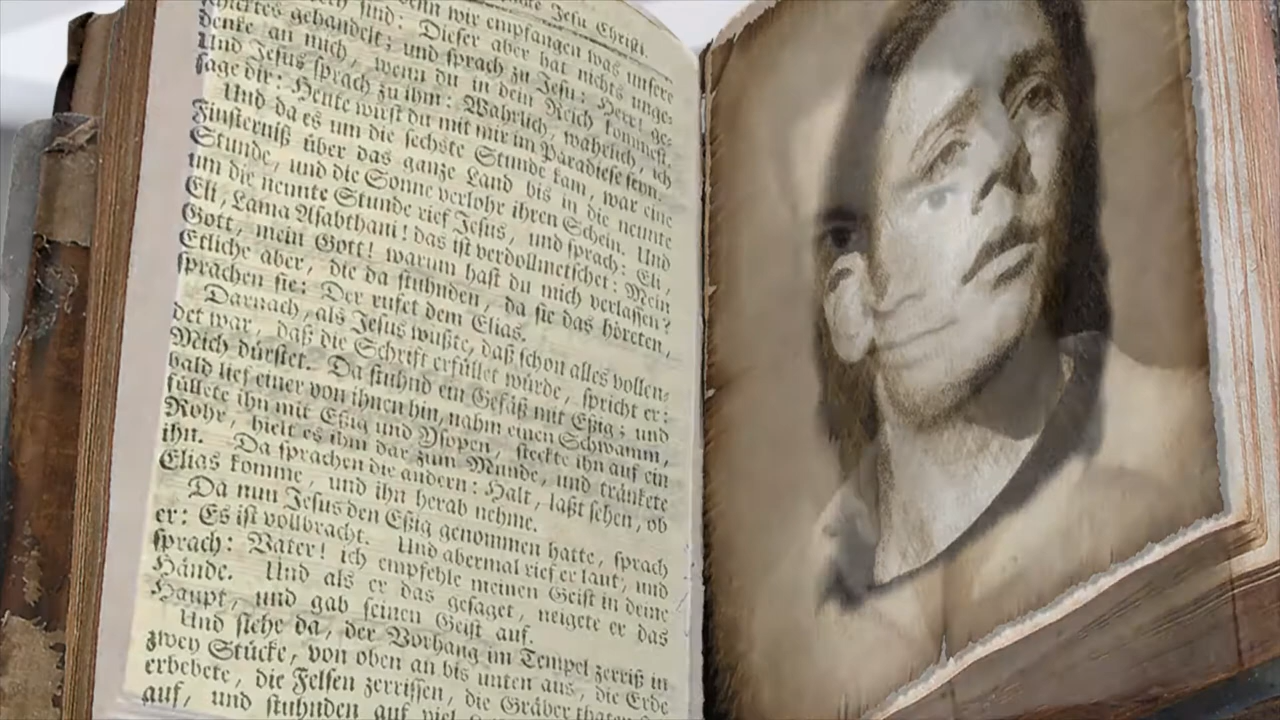 Jesu Christi.
denn wir empfangen was unsere
sind: Dieser aber hat nichts unge-
schicktes gehandelt; und sprach zu Jesu: Herr! ge-
denke an mich, wenn du in dein Reich kommest.
Und Jesus sprach zu ihm: Wahrlich, wahrlich, ich
sage dir: Heute wirst du mit mir im Paradiese seyn.
Und da es um die sechste Stunde kam, war eine
Finsterniß über das ganze Land bis in die neunte
Stunde, und die Sonne verlohr ihren Schein. Und
um die neunte Stunde rief Jesus, und sprach: Eli,
Eli, Lama Asabthani! das ist verdollmetschet: Mein
Gott, mein Gott! warum hast du mich verlassen?
Etliche aber, die da stuhnden, da sie das höreten,
sprachen sie: Der rufet dem Elias.
Darnach, als Jesus wußte, daß schon alles vollen-
det war, daß die Schrift erfüllet würde, spricht er:
Mich dürstet. Da stuhnd ein Gefäß mit Eßig; und
bald lief einer von ihnen hin, nahm einen Schwamm,
füllete ihn mit Eßig und Ysopen, steckte ihn auf ein
Rohr, hielt es ihm dar zum Munde, und tränkete
ihn. Da sprachen die andern: Halt, laßt sehen, ob
Elias komme, und ihn herab nehme.
Da nun Jesus den Eßig genommen hatte, sprach
er: Es ist vollbracht. Und abermal rief er laut, und
sprach: Vater! ich empfehle meinen Geist in deine
Hände. Und als er das gesaget, neigete er das
Haupt, und gab seinen Geist auf.
Und siehe da, der Vorhang im Tempel zerriß in
zwey Stücke, von oben an bis unten aus, die Erde
erbebete, die Felsen zerrissen, die Gräber thaten
auf, und stuhnden auf viel